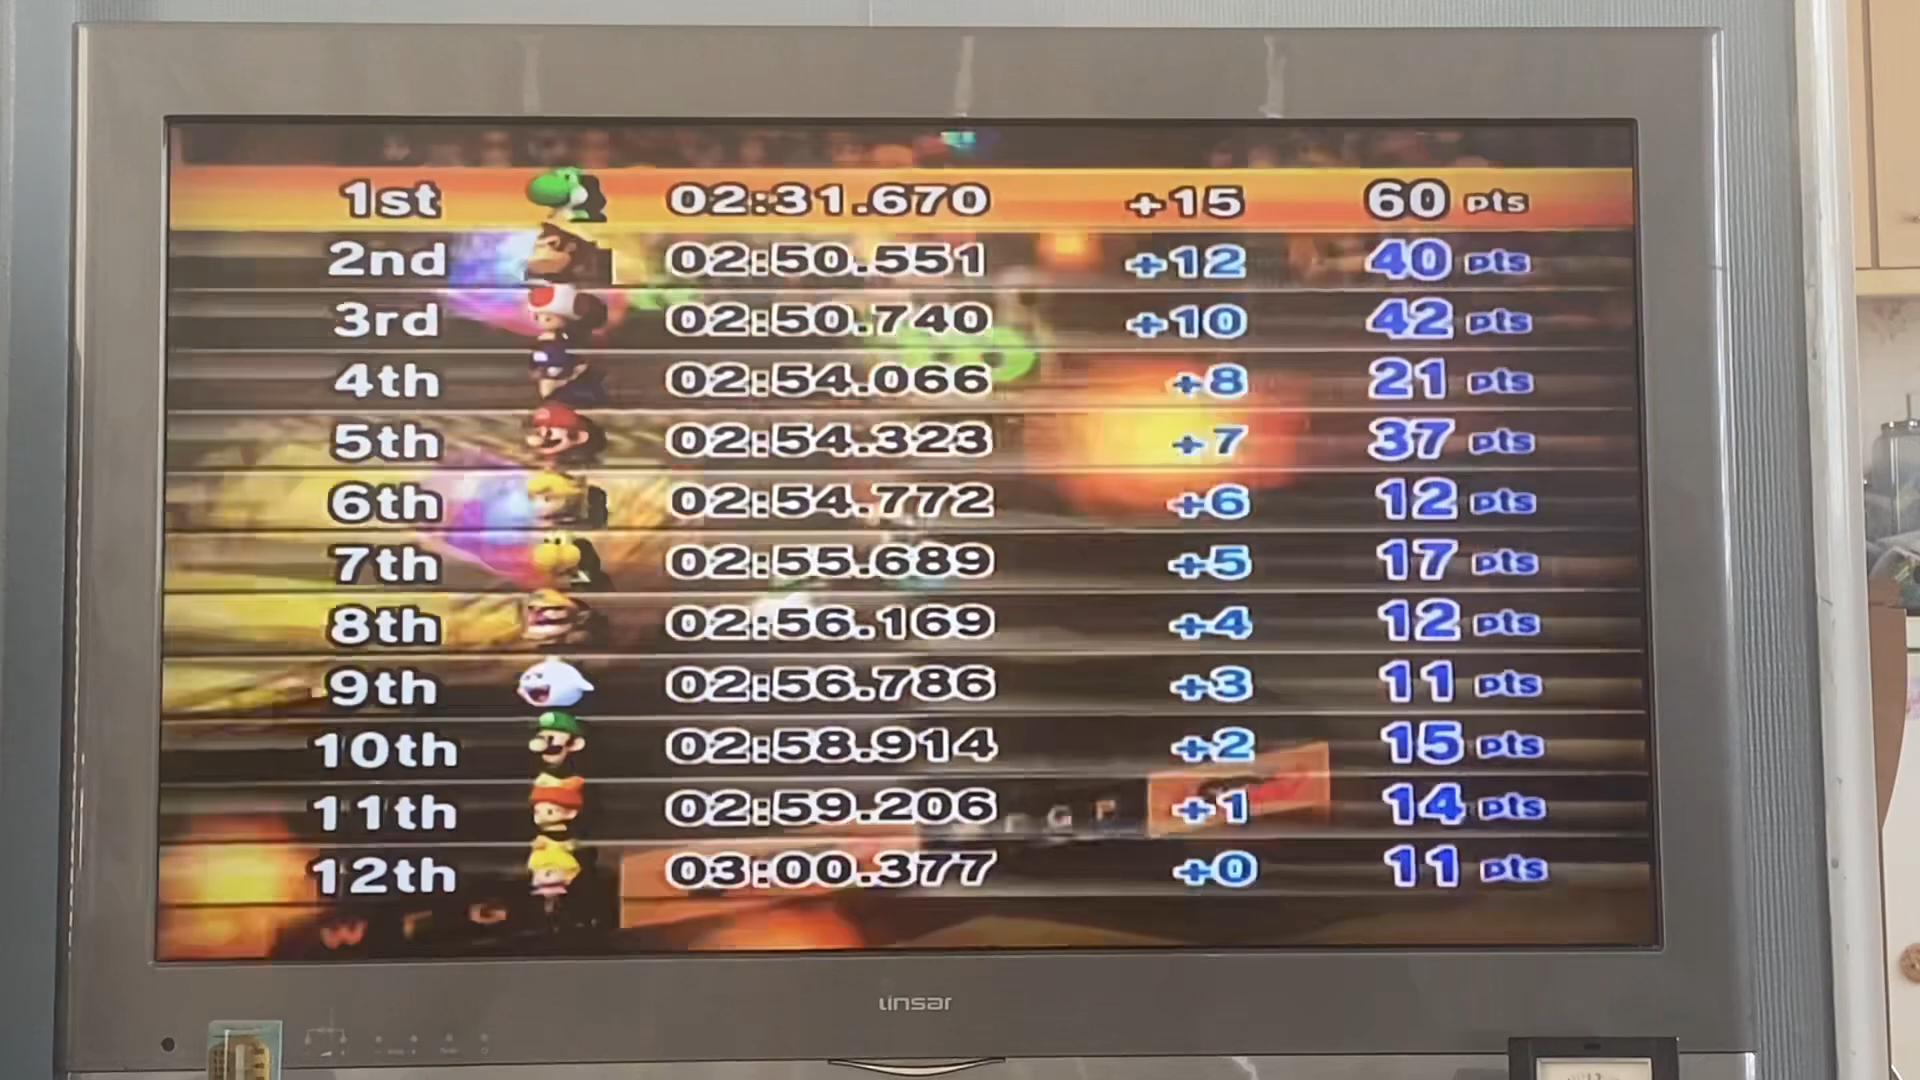 1st 02:31.670 +15 60 pts
2nd 02:50.551 +12 40 pts
3rd 02:50.740 +10 42 pts
4th 02:54.066 +8 21 pts
5th 02:54.323 +7 37 pts
6th 02:54.772 +6 12 pts
7th 02:55.689 +5 17 pts
8th 02:56.169 +4 12 pts
9th 02:56.786 +3 11 pts
10th 02:58.914 +2 15 pts
11th 02:59.206 +1 14 pts
12th 03:00.377 +0 11 pts
linsar